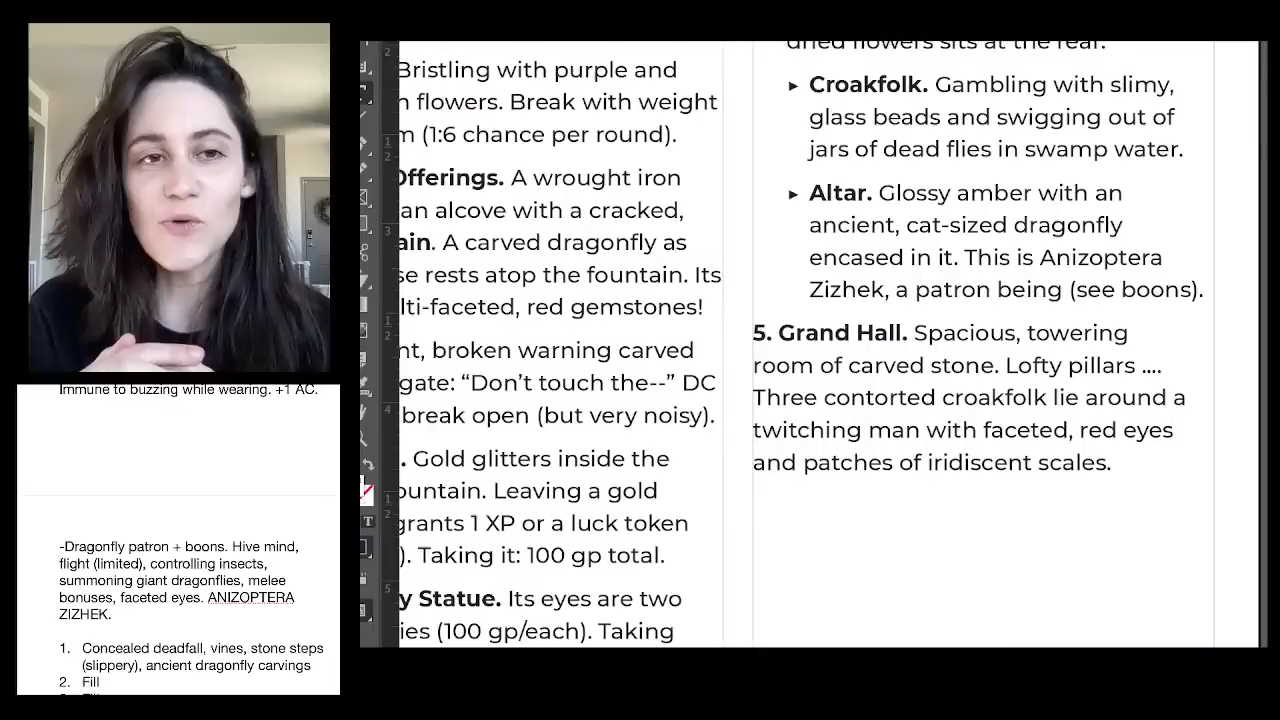 Immune to buzzing while wearing. +1 AC.
-Dragonfly patron + boons. Hive mind,
flight (limited), controlling insects,
summoning giant dragonflies, melee
bonuses, faceted eyes. ANIZOPTERA
ZIZHEK.
1. Concealed deadfall, vines, stone steps
(slippery), ancient dragonfly carvings
2. Fill
Bristling with purple and
flowers. Break with weight
(1:6 chance per round).
Offerings. A wrought iron
an alcove with a cracked,
ain. A carved dragonfly as
se rests atop the fountain. Its
lti-faceted, red gemstones!
nt, broken warning carved
gate: “Don’t touch the--” DC
break open (but very noisy).
. Gold glitters inside the
ountain. Leaving a gold
grants 1 XP or a luck token
). Taking it: 100 gp total.
y Statue. Its eyes are two
ies (100 gp/each). Taking
dried flowers sits at the rear.
▸ Croakfolk. Gambling with slimy,
glass beads and swigging out of
jars of dead flies in swamp water.
▸ Altar. Glossy amber with an
ancient, cat-sized dragonfly
encased in it. This is Anizoptera
Zizhek, a patron being (see boons).
5. Grand Hall. Spacious, towering
room of carved stone. Lofty pillars ....
Three contorted croakfolk lie around a
twitching man with faceted, red eyes
and patches of iridiscent scales.